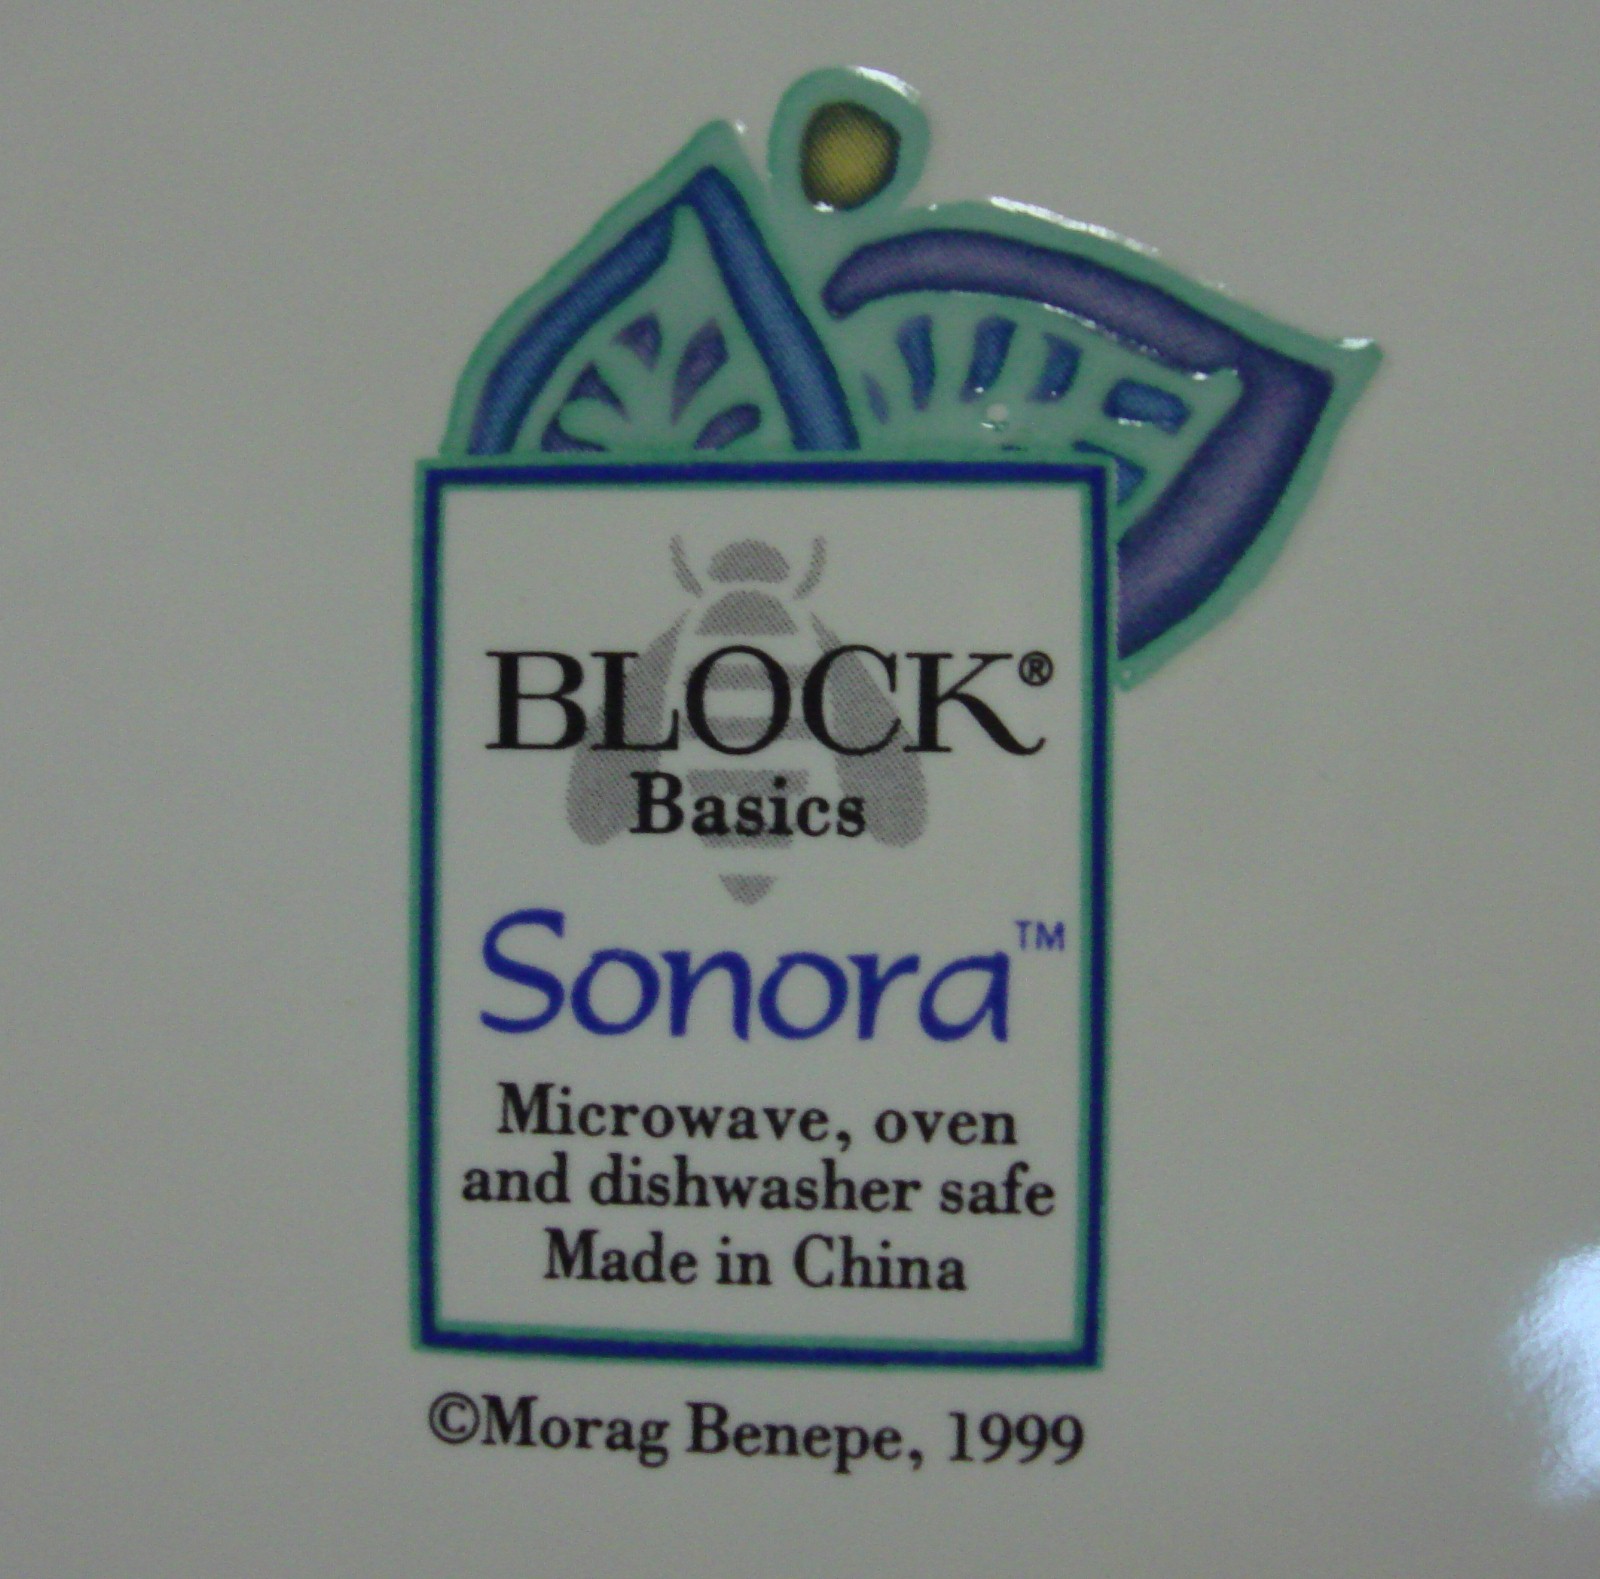 BLOCK®
Basics
Sonora™
Microwave, oven
and dishwasher safe
Made in China
©Morag Benepe, 1999